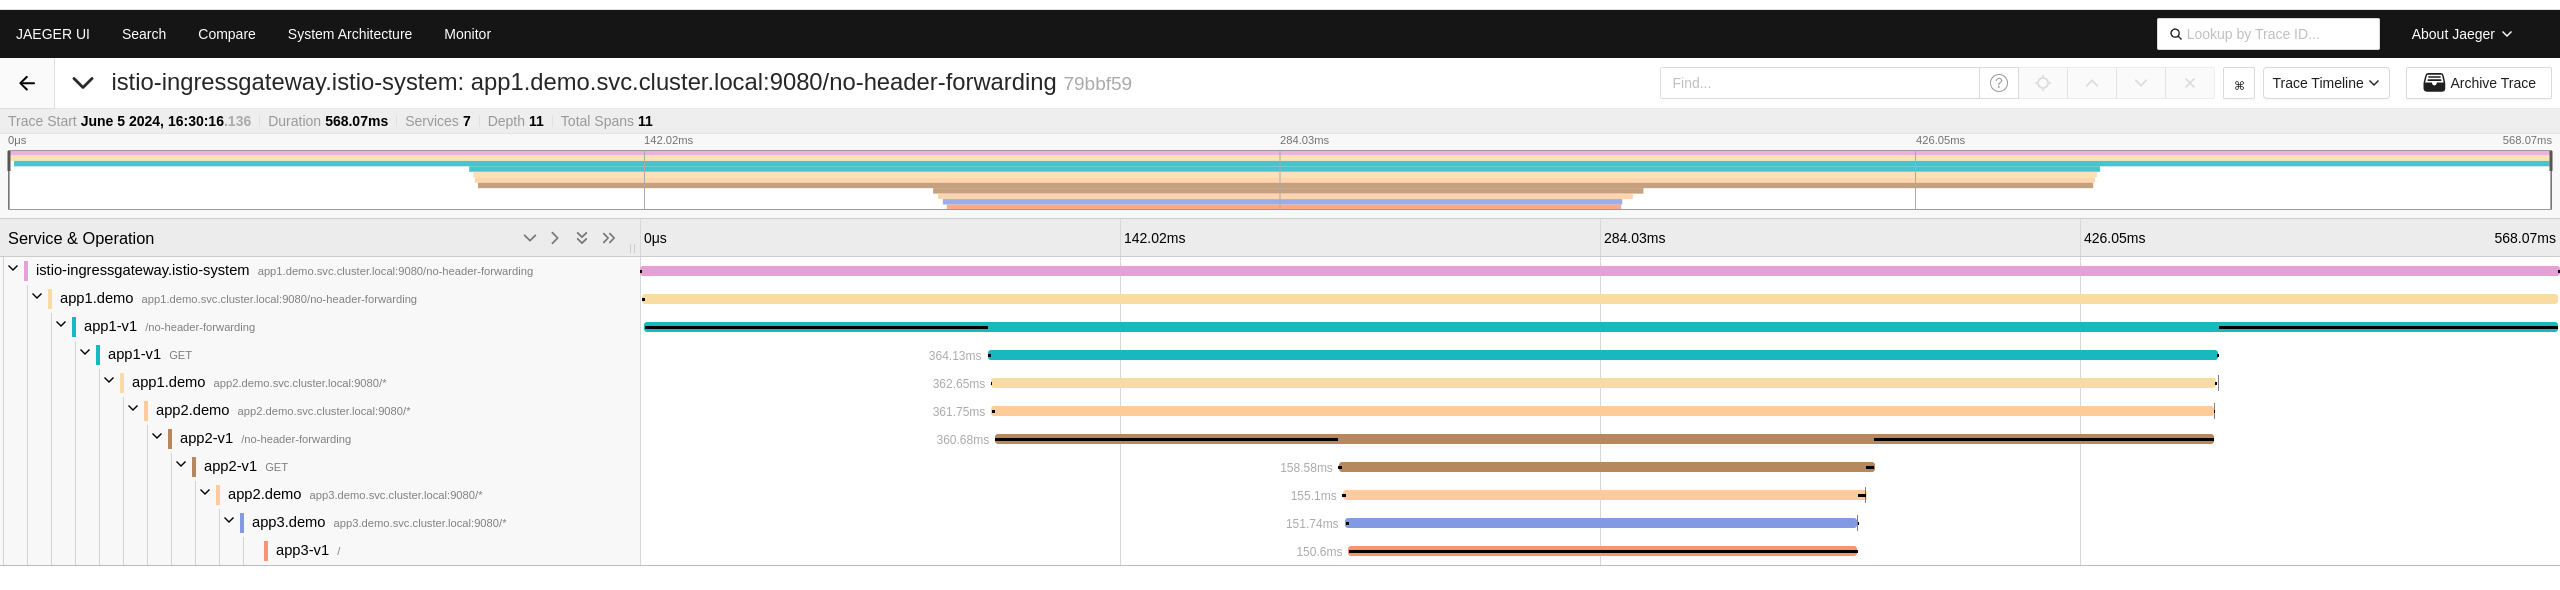 JAEGER UI Search Compare System Architecture Monitor Lookup by Trace ID... About Jaeger
istio-ingressgateway.istio-system: app1.demo.svc.cluster.local:9080/no-header-forwarding 79bbf59 Find... ? ⌘ Trace Timeline Archive Trace
Trace Start June 5 2024, 16:30:16.136 Duration 568.07ms Services 7 Depth 11 Total Spans 11
0μs 142.02ms 284.03ms 426.05ms 568.07ms
Service & Operation 0μs 142.02ms 284.03ms 426.05ms 568.07ms
istio-ingressgateway.istio-system app1.demo.svc.cluster.local:9080/no-header-forwarding
app1.demo app1.demo.svc.cluster.local:9080/no-header-forwarding
app1-v1 /no-header-forwarding
app1-v1 GET 364.13ms
app1.demo app2.demo.svc.cluster.local:9080/* 362.65ms
app2.demo app2.demo.svc.cluster.local:9080/* 361.75ms
app2-v1 /no-header-forwarding 360.68ms
app2-v1 GET 158.58ms
app2.demo app3.demo.svc.cluster.local:9080/* 155.1ms
app3.demo app3.demo.svc.cluster.local:9080/* 151.74ms
app3-v1 / 150.6ms